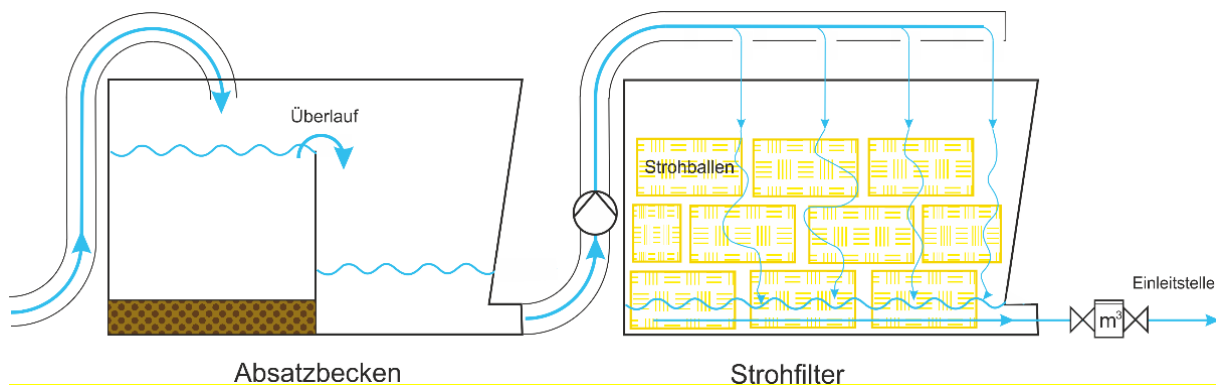 Überlauf
Strohballen
Einleitstelle
m³
Absatzbecken
Strohfilter